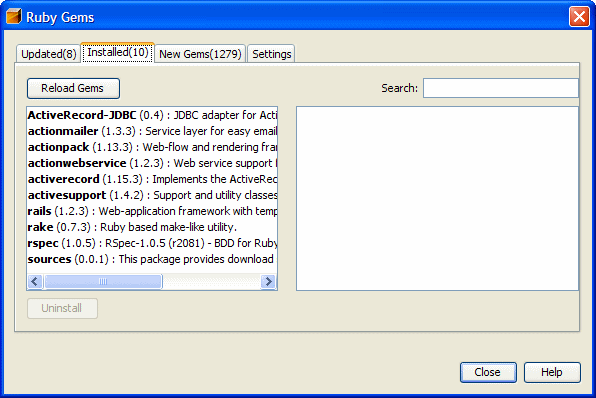 Ruby Gems
Updated(8) Installed(10) New Gems(1279) Settings
Reload Gems Search:
ActiveRecord-JDBC (0.4) : JDBC adapter for Acti
actionmailer (1.3.3) : Service layer for easy email
actionpack (1.13.3) : Web-flow and rendering fra
actionwebservice (1.2.3) : Web service support f
activerecord (1.15.3) : Implements the ActiveRec
activesupport (1.4.2) : Support and utility classes
rails (1.2.3) : Web-application framework with temp
rake (0.7.3) : Ruby based make-like utility.
rspec (1.0.5) : RSpec-1.0.5 (r2081) - BDD for Ruby
sources (0.0.1) : This package provides download
Uninstall
Close Help